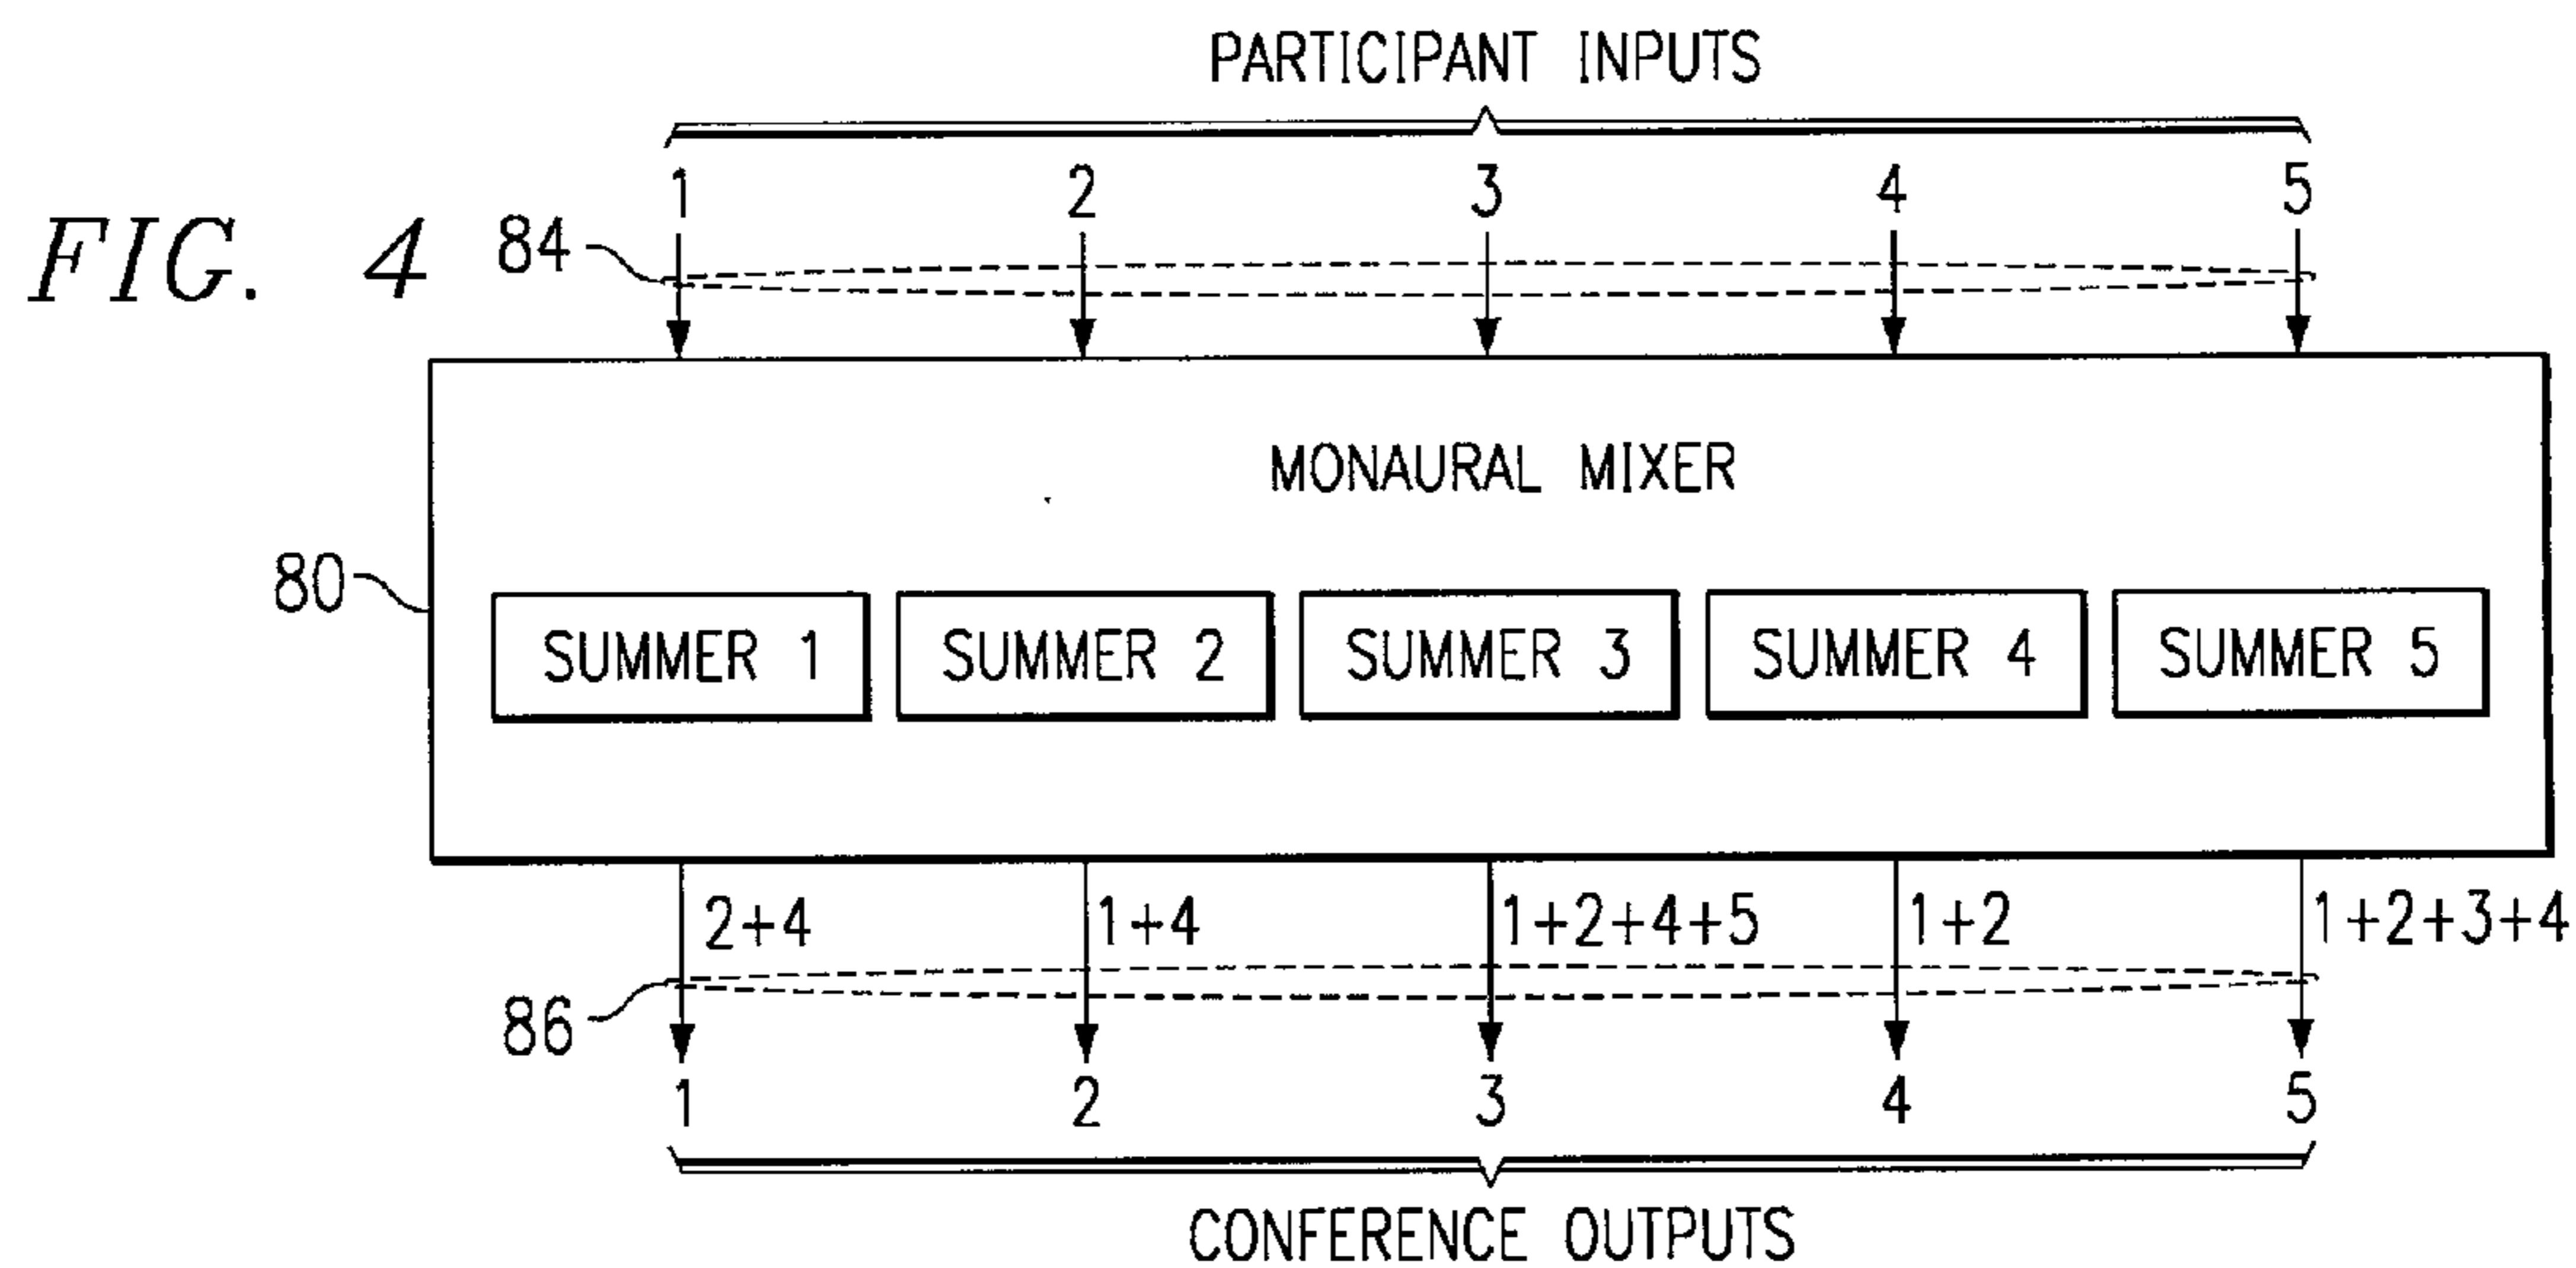 PARTICIPANT INPUTS
1 2 3 4 5
FIG. 4
84
MONAURAL MIXER
80
SUMMER 1 SUMMER 2 SUMMER 3 SUMMER 4 SUMMER 5
2+4 1+4 1+2+4+5 1+2 1+2+3+4
86
1 2 3 4 5
CONFERENCE OUTPUTS